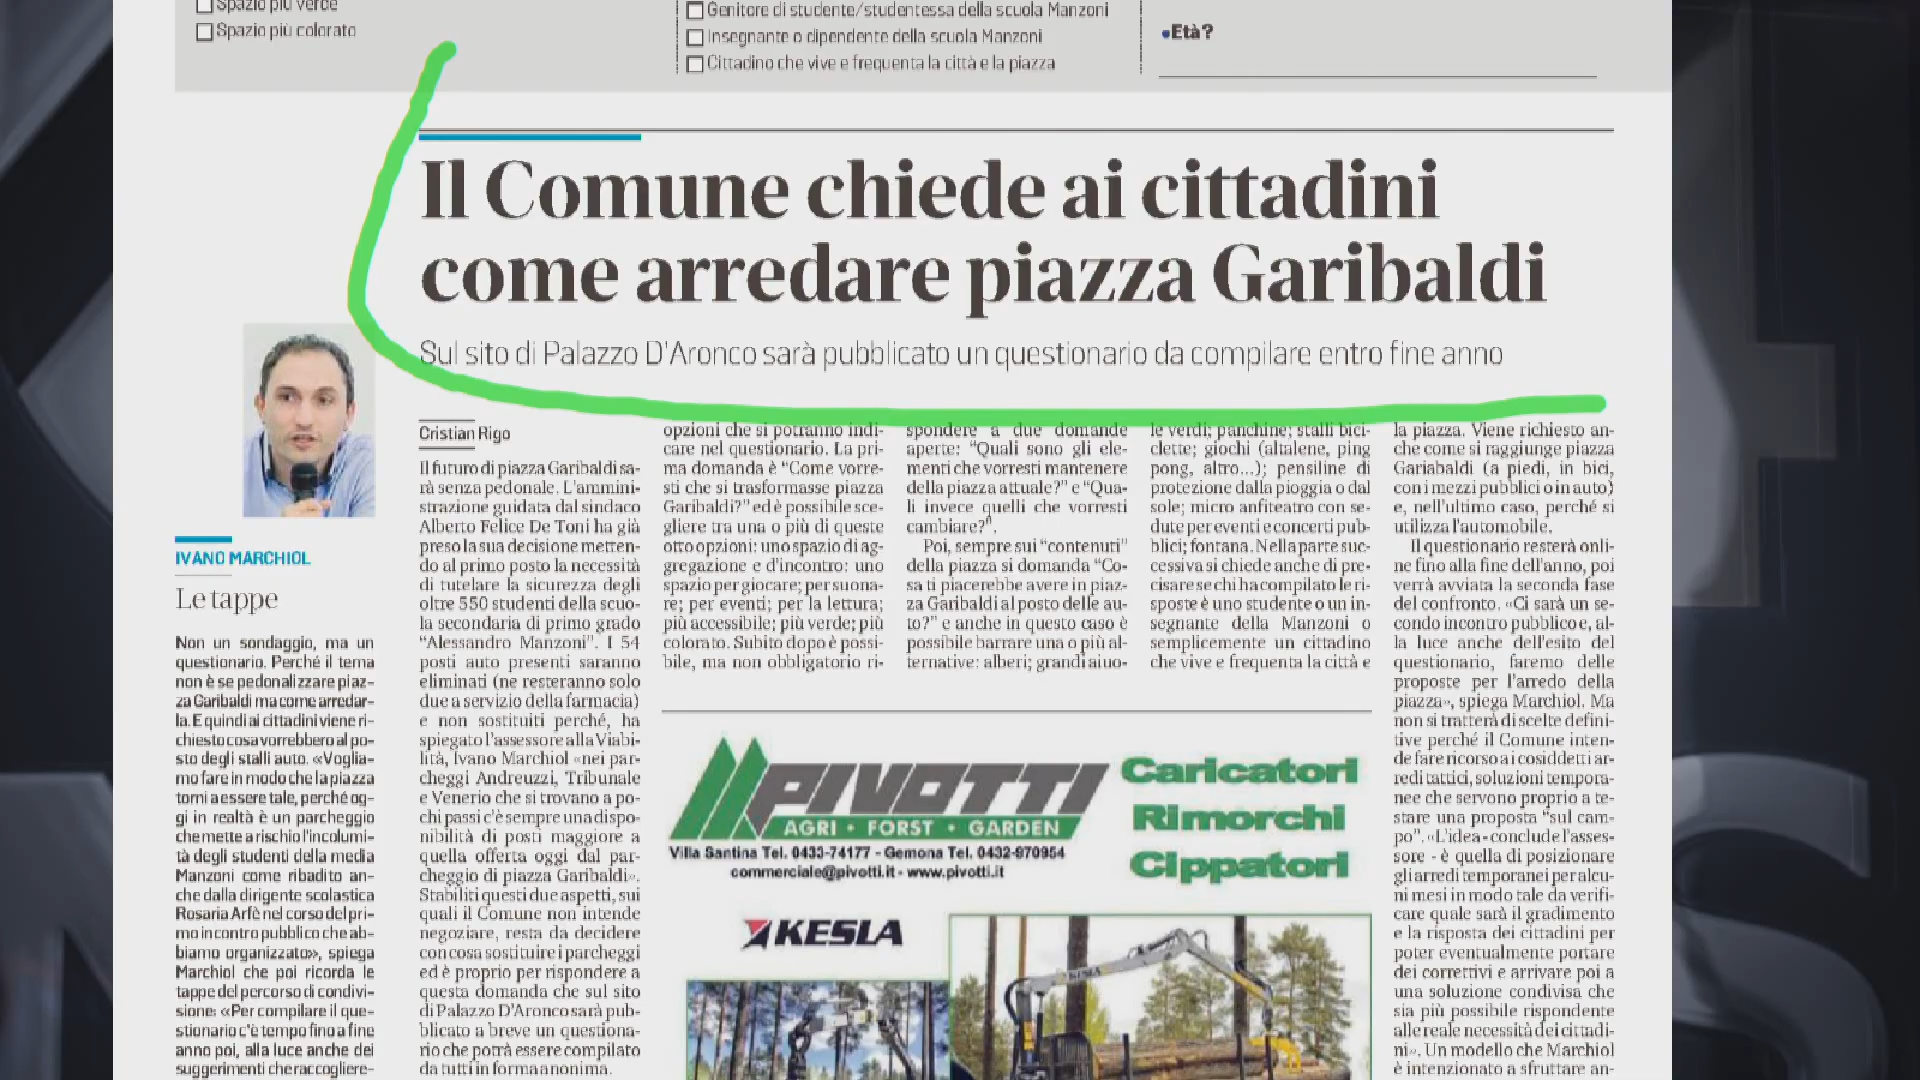 Spazio più verde
Spazio più colorato
Genitore di studente/studentessa della scuola Manzoni
Insegnante o dipendente della scuola Manzoni
Cittadino che vive e frequenta la città e la piazza
•Età?
Il Comune chiede ai cittadini
come arredare piazza Garibaldi
Sul sito di Palazzo D'Aronco sarà pubblicato un questionario da compilare entro fine anno
IVANO MARCHIOL
Le tappe
Non un sondaggio, ma un
questionario. Perché il tema
non è se pedonalizzare piaz-
za Garibaldi ma come arredar-
la. E quindi ai cittadini viene ri-
chiesto cosa vorrebbero al po-
sto degli stalli auto. «Voglia-
mo fare in modo che la piazza
torni a essere tale, perché og-
gi in realtà è un parcheggio
che mette a rischio l'incolumi-
tà degli studenti della media
Manzoni come ribadito an-
che dalla dirigente scolastica
Rosaria Arfè nel corso del pri-
mo incontro pubblico che ab-
biamo organizzato», spiega
Marchiol che poi ricorda le
tappe del percorso di condivi-
sione: «Per compilare il que-
stionario c'è tempo fino a fine
anno poi, alla luce anche dei
suggerimenti che raccogliere-
Cristian Rigo
Il futuro di piazza Garibaldi sa-
rà senza pedonale. L'ammini-
strazione guidata dal sindaco
Alberto Felice De Toni ha già
preso la sua decisione metten-
do al primo posto la necessità
di tutelare la sicurezza degli
oltre 550 studenti della scuo-
la secondaria di primo grado
“Alessandro Manzoni”. I 54
posti auto presenti saranno
eliminati (ne resteranno solo
due a servizio della farmacia)
e non sostituiti perché, ha
spiegato l'assessore alla Viabi-
lità, Ivano Marchiol «nei par-
cheggi Andreuzzi, Tribunale
e Venerio che si trovano a po-
chi passi c'è sempre una dispo-
nibilità di posti maggiore a
quella offerta oggi dal par-
cheggio di piazza Garibaldi».
Stabiliti questi due aspetti, sui
quali il Comune non intende
negoziare, resta da decidere
con cosa sostituire i parcheggi
ed è proprio per rispondere a
questa domanda che sul sito
di Palazzo D'Aronco sarà pub-
blicato a breve un questiona-
rio che potrà essere compilato
da tutti in forma anonima.
opzioni che si potranno indi-
care nel questionario. La pri-
ma domanda è “Come vorre-
sti che si trasformasse piazza
Garibaldi?” ed è possibile sce-
gliere tra una o più di queste
otto opzioni: uno spazio di ag-
gregazione e d'incontro: uno
spazio per giocare; per suona-
re; per eventi; per la lettura;
più accessibile; più verde; più
colorato. Subito dopo è possi-
bile, ma non obbligatorio ri-
spondere a due domande
aperte: “Quali sono gli ele-
menti che vorresti mantenere
della piazza attuale?” e “Qua-
li invece quelli che vorresti
cambiare?”.
Poi, sempre sui “contenuti”
della piazza si domanda “Co-
sa ti piacerebbe avere in piaz-
za Garibaldi al posto delle au-
to?” e anche in questo caso è
possibile barrare una o più al-
ternative: alberi; grandi aiuo-
le verdi; panchine; stalli bici-
clette; giochi (altalene, ping
pong, altro...); pensiline di
protezione dalla pioggia o dal
sole; micro anfiteatro con se-
dute per eventi e concerti pub-
blici; fontana. Nella parte suc-
cessiva si chiede anche di pre-
cisare se chi ha compilato le ri-
sposte è uno studente o un in-
segnante della Manzoni o
semplicemente un cittadino
che vive e frequenta la città e
la piazza. Viene richiesto an-
che come si raggiunge piazza
Gariabaldi (a piedi, in bici,
con i mezzi pubblici o in auto)
e, nell'ultimo caso, perché si
utilizza l'automobile.
Il questionario resterà onli-
ne fino alla fine dell'anno, poi
verrà avviata la seconda fase
del confronto. «Ci sarà un se-
condo incontro pubblico e, al-
la luce anche dell'esito del
questionario, faremo delle
proposte per l'arredo della
piazza», spiega Marchiol. Ma
non si tratterà di scelte defini-
tive perché il Comune inten-
de fare ricorso ai cosiddetti ar-
redi tattici, soluzioni tempora-
nee che servono proprio a te-
stare una proposta “sul cam-
po”. «L'idea - conclude l'asses-
sore - è quella di posizionare
gli arredi temporanei per alcu-
ni mesi in modo tale da verifi-
care quale sarà il gradimento
e la risposta dei cittadini per
poter eventualmente portare
dei correttivi e arrivare poi a
una soluzione condivisa che
sia più possibile rispondente
alle reale necessità dei cittadi-
ni». Un modello che Marchiol
è intenzionato a sfruttare an-
PIVOTTI
AGRI • FORST • GARDEN
Villa Santina Tel. 0433-74177 - Gemona Tel. 0432-970954
commerciale@pivotti.it - www.pivotti.it
Caricatori
Rimorchi
Cippatori
KESLA
KESLA